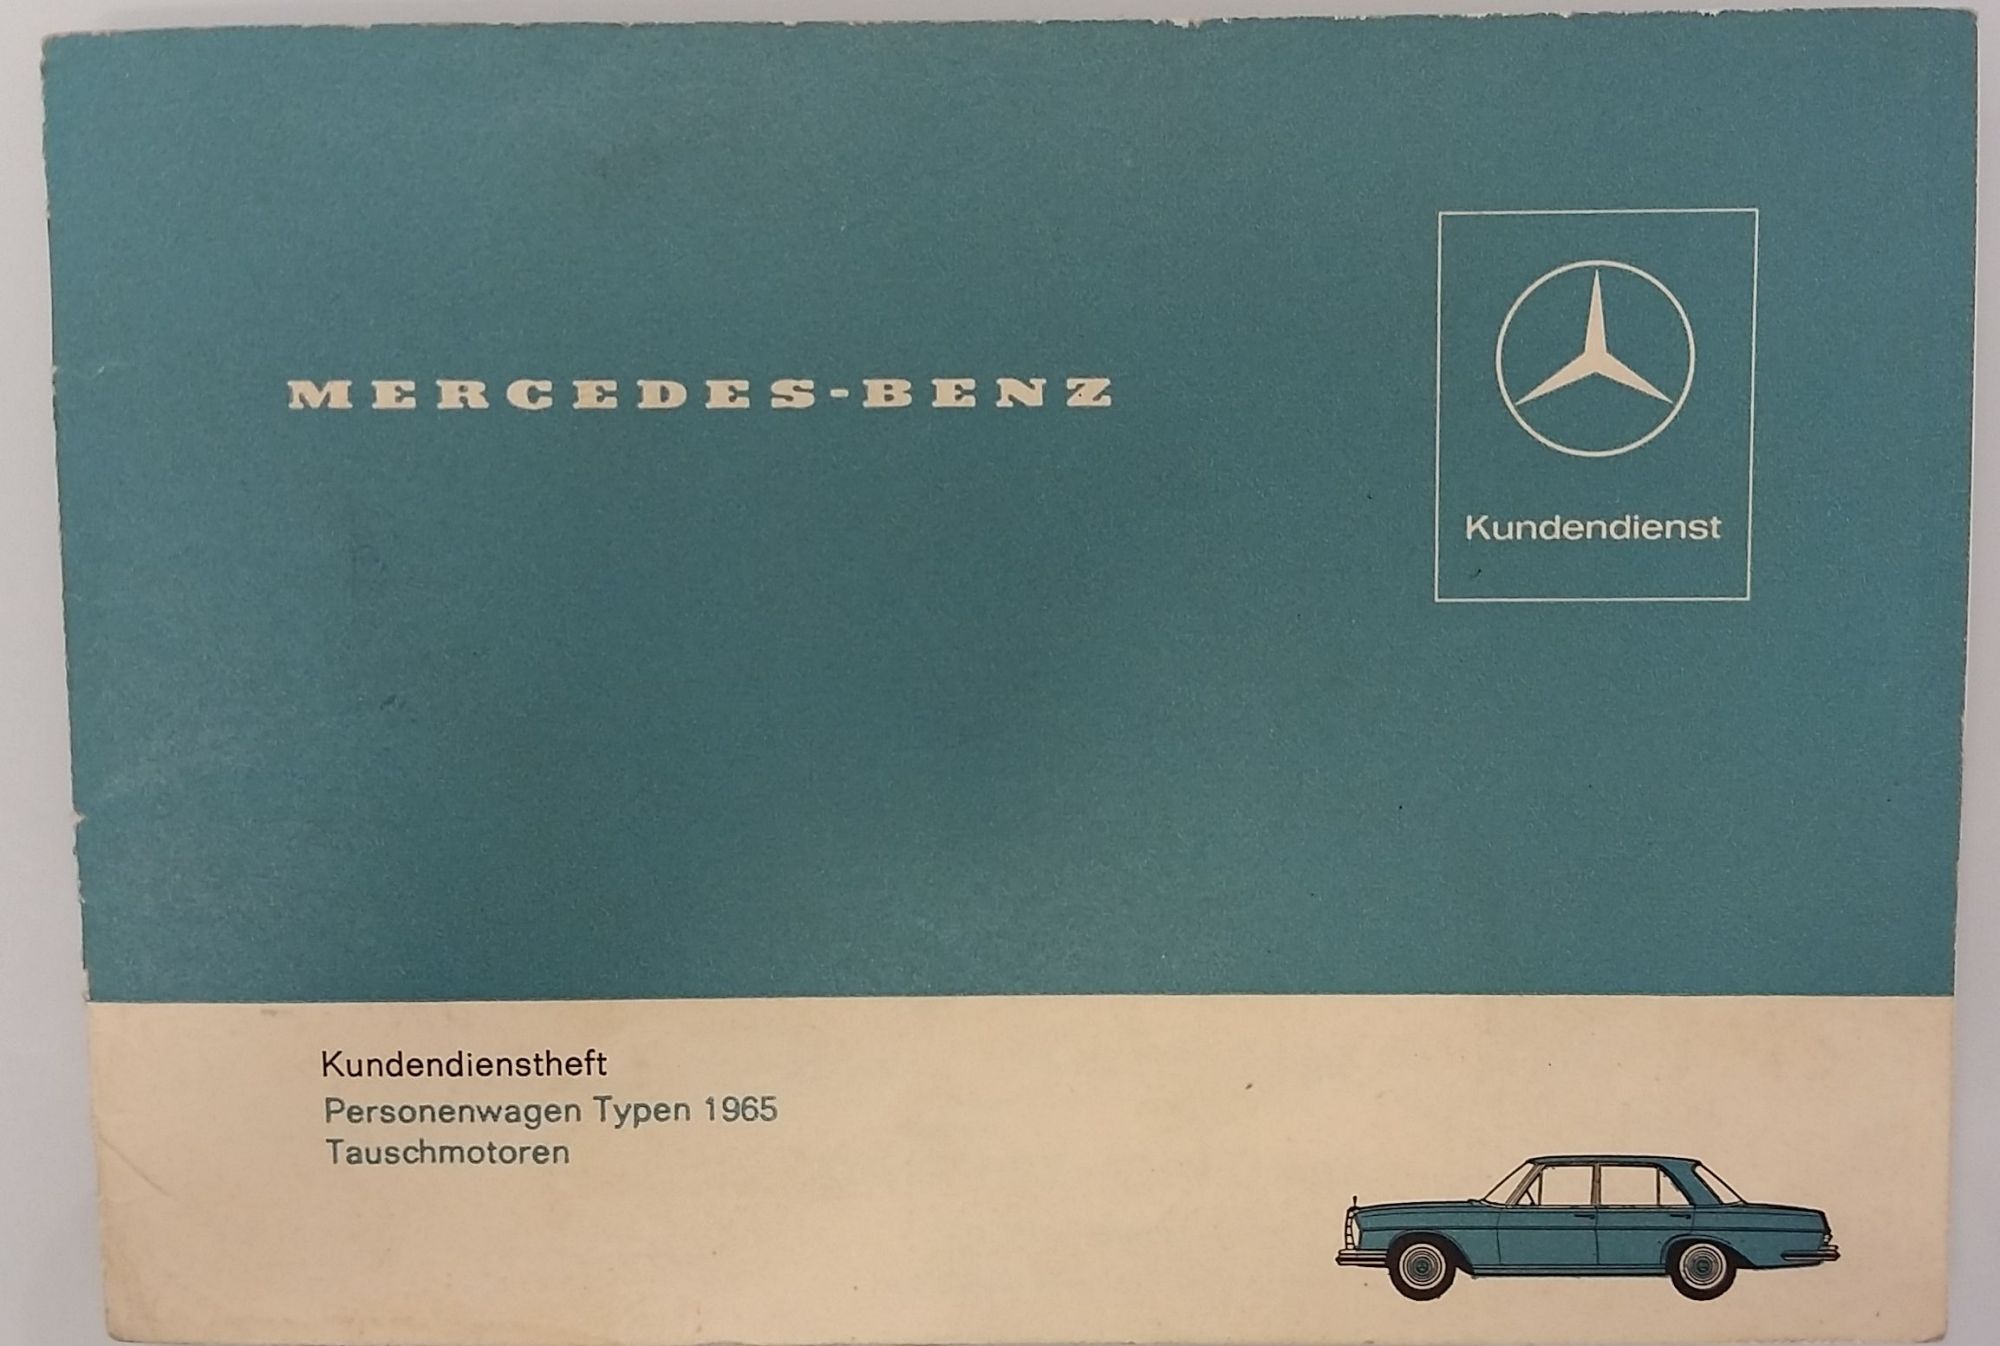 MERCEDES-BENZ
Kundendienst
Kundendienstheft
Personenwagen Typen 1965
Tauschmotoren